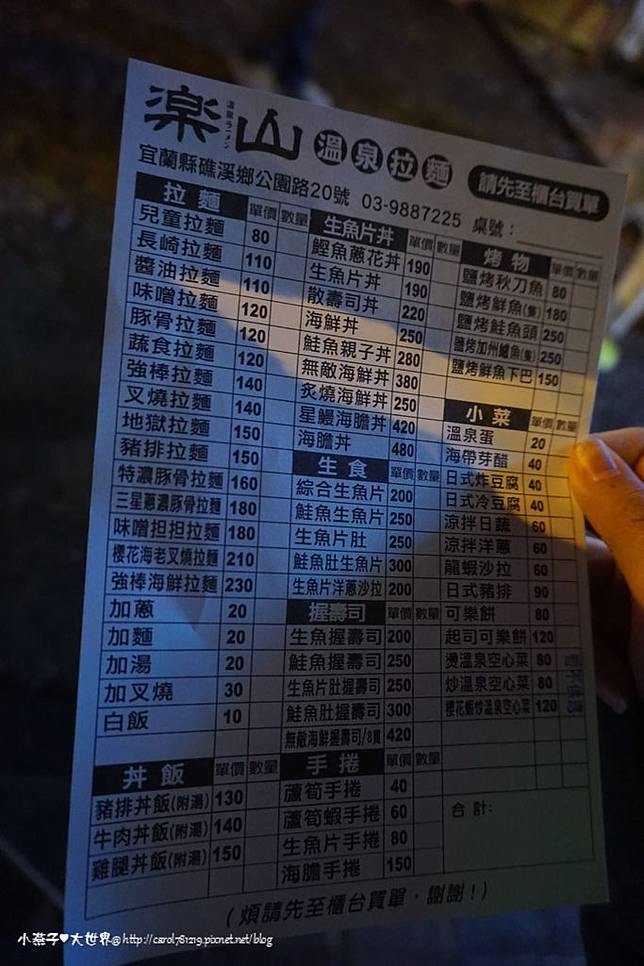 楽山 溫泉ラーメン 溫泉拉麵 請先至櫃台買單
宜蘭縣礁溪鄉公園路20號 03-9887225 桌號：
拉麵 單價 數量
兒童拉麵 80
長崎拉麵 110
醬油拉麵 110
味噌拉麵 120
豚骨拉麵 120
蔬食拉麵 120
強棒拉麵 140
叉燒拉麵 140
地獄拉麵 150
豬排拉麵 150
特濃豚骨拉麵 160
三星蔥濃豚骨拉麵 180
味噌担担拉麵 180
櫻花海老叉燒拉麵 210
強棒海鮮拉麵 230
加蔥 20
加麵 20
加湯 20
加叉燒 30
白飯 10
丼飯 單價 數量
豬排丼飯(附湯) 130
牛肉丼飯(附湯) 140
雞腿丼飯(附湯) 150
生魚片丼 單價 數量
鰹魚蔥花丼 190
生魚片丼 190
散壽司丼 220
海鮮丼 250
鮭魚親子丼 280
無敵海鮮丼 380
炙燒海鮮丼 250
星鰻海膽丼 420
海膽丼 480
生食 單價 數量
綜合生魚片 200
鮭魚生魚片 250
生魚片肚 250
鮭魚肚生魚片 300
生魚片洋蔥沙拉 200
握壽司 單價 數量
生魚握壽司 200
鮭魚握壽司 250
生魚片肚握壽司 250
鮭魚肚握壽司 300
無敵海鮮握壽司/8貫 420
手捲 單價 數量
蘆筍手捲 40
蘆筍蝦手捲 60
生魚片手捲 80
海膽手捲 150
烤物 單價 數量
鹽烤秋刀魚 80
鹽烤鮮魚(隻) 180
鹽烤鮭魚頭 250
鹽烤加州鱸魚(隻) 250
鹽烤鮮魚下巴 150
小菜 單價 數量
溫泉蛋 20
海帶芽醋 40
日式炸豆腐 40
日式冷豆腐 40
涼拌日蔬 60
涼拌洋蔥 60
龍蝦沙拉 60
日式豬排 90
可樂餅 80
起司可樂餅 120
燙溫泉空心菜 80
炒溫泉空心菜 80
櫻花蝦炒溫泉空心菜 120
合計:
(煩請先至櫃台買單，謝謝！)
小燕子♥大世界@http://carol781219.pixnet.net/blog